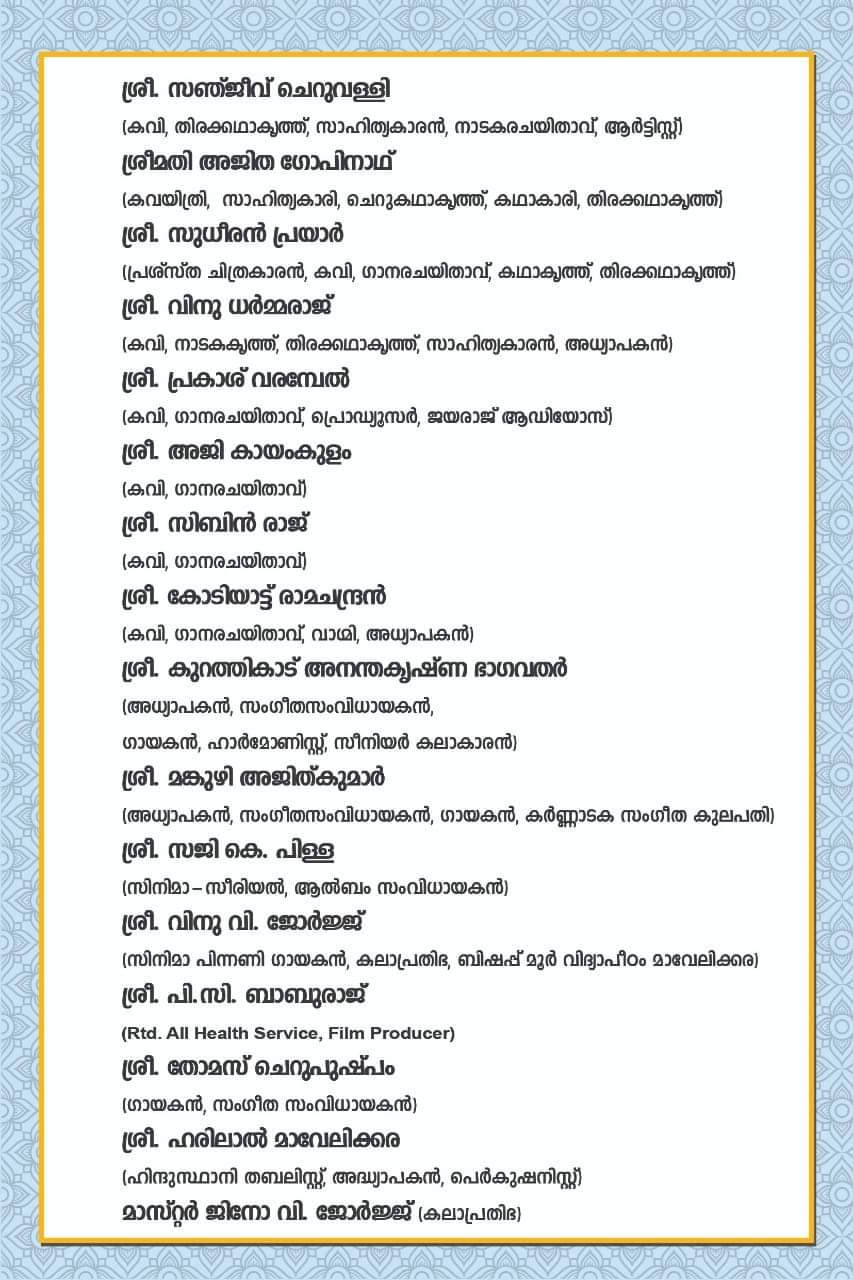 ശ്രീ. സഞ്ജീവ് ചെറുവള്ളി
(കവി, തിരക്കഥാകൃത്ത്, സാഹിത്യകാരൻ, നാടകരചയിതാവ്, ആർട്ടിസ്റ്റ്)
ശ്രീമതി അജിത ഗോപിനാഥ്
(കവയിത്രി, സാഹിത്യകാരി, ചെറുകഥാകൃത്ത്, കഥാകാരി, തിരക്കഥാകൃത്ത്)
ശ്രീ. സുധീരൻ പ്രയാർ
(പ്രശ്സ്ത ചിത്രകാരൻ, കവി, ഗാനരചയിതാവ്, കഥാകൃത്ത്, തിരക്കഥാകൃത്ത്)
ശ്രീ. വിനു ധർമ്മരാജ്
(കവി, നാടകകൃത്ത്, തിരക്കഥാകൃത്ത്, സാഹിത്യകാരൻ, അധ്യാപകൻ)
ശ്രീ. പ്രകാശ് വരമ്പേൽ
(കവി, ഗാനരചയിതാവ്, പ്രൊഡ്യൂസർ, ജയരാജ് ആഡിയോസ്)
ശ്രീ. അജി കായംകുളം
(കവി, ഗാനരചയിതാവ്)
ശ്രീ. സിബിൻ രാജ്
(കവി, ഗാനരചയിതാവ്)
ശ്രീ. കോടിയാട്ട് രാമചന്ദ്രൻ
(കവി, ഗാനരചയിതാവ്, വാഗ്മി, അധ്യാപകൻ)
ശ്രീ. കുറത്തികാട് അനന്തകൃഷ്ണ ഭാഗവതർ
(അധ്യാപകൻ, സംഗീതസംവിധായകൻ,
ഗായകൻ, ഹാർമോണിസ്റ്റ്, സീനിയർ കലാകാരൻ)
ശ്രീ. മങ്കുഴി അജിത്കുമാർ
(അധ്യാപകൻ, സംഗീതസംവിധായകൻ, ഗായകൻ, കർണ്ണാടക സംഗീത കുലപതി)
ശ്രീ. സജി കെ. പിള്ള
(സിനിമാ–സീരിയൽ, ആൽബം സംവിധായകൻ)
ശ്രീ. വിനു വി. ജോർജ്ജ്
(സിനിമാ പിന്നണി ഗായകൻ, കലാപ്രതിഭ, ബിഷപ്പ് മൂർ വിദ്യാപീഠം മാവേലിക്കര)
ശ്രീ. പി.സി. ബാബുരാജ്
(Rtd. All Health Service, Film Producer)
ശ്രീ. തോമസ് ചെറുപുഷ്പം
(ഗായകൻ, സംഗീത സംവിധായകൻ)
ശ്രീ. ഹരിലാൽ മാവേലിക്കര
(ഹിന്ദുസ്ഥാനി തബലിസ്റ്റ്, അദ്ധ്യാപകൻ, പെർകുഷനിസ്റ്റ്)
മാസ്റ്റർ ജിനോ വി. ജോർജ്ജ് (കലാപ്രതിഭ)